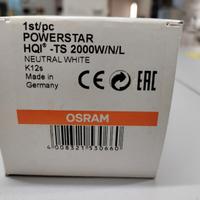 1st/pc
POWERSTAR
HQI® -TS 2000W/N/L
NEUTRAL WHITE
K12s
Made in
Germany
CE EAC
OSRAM
4 008321 530660